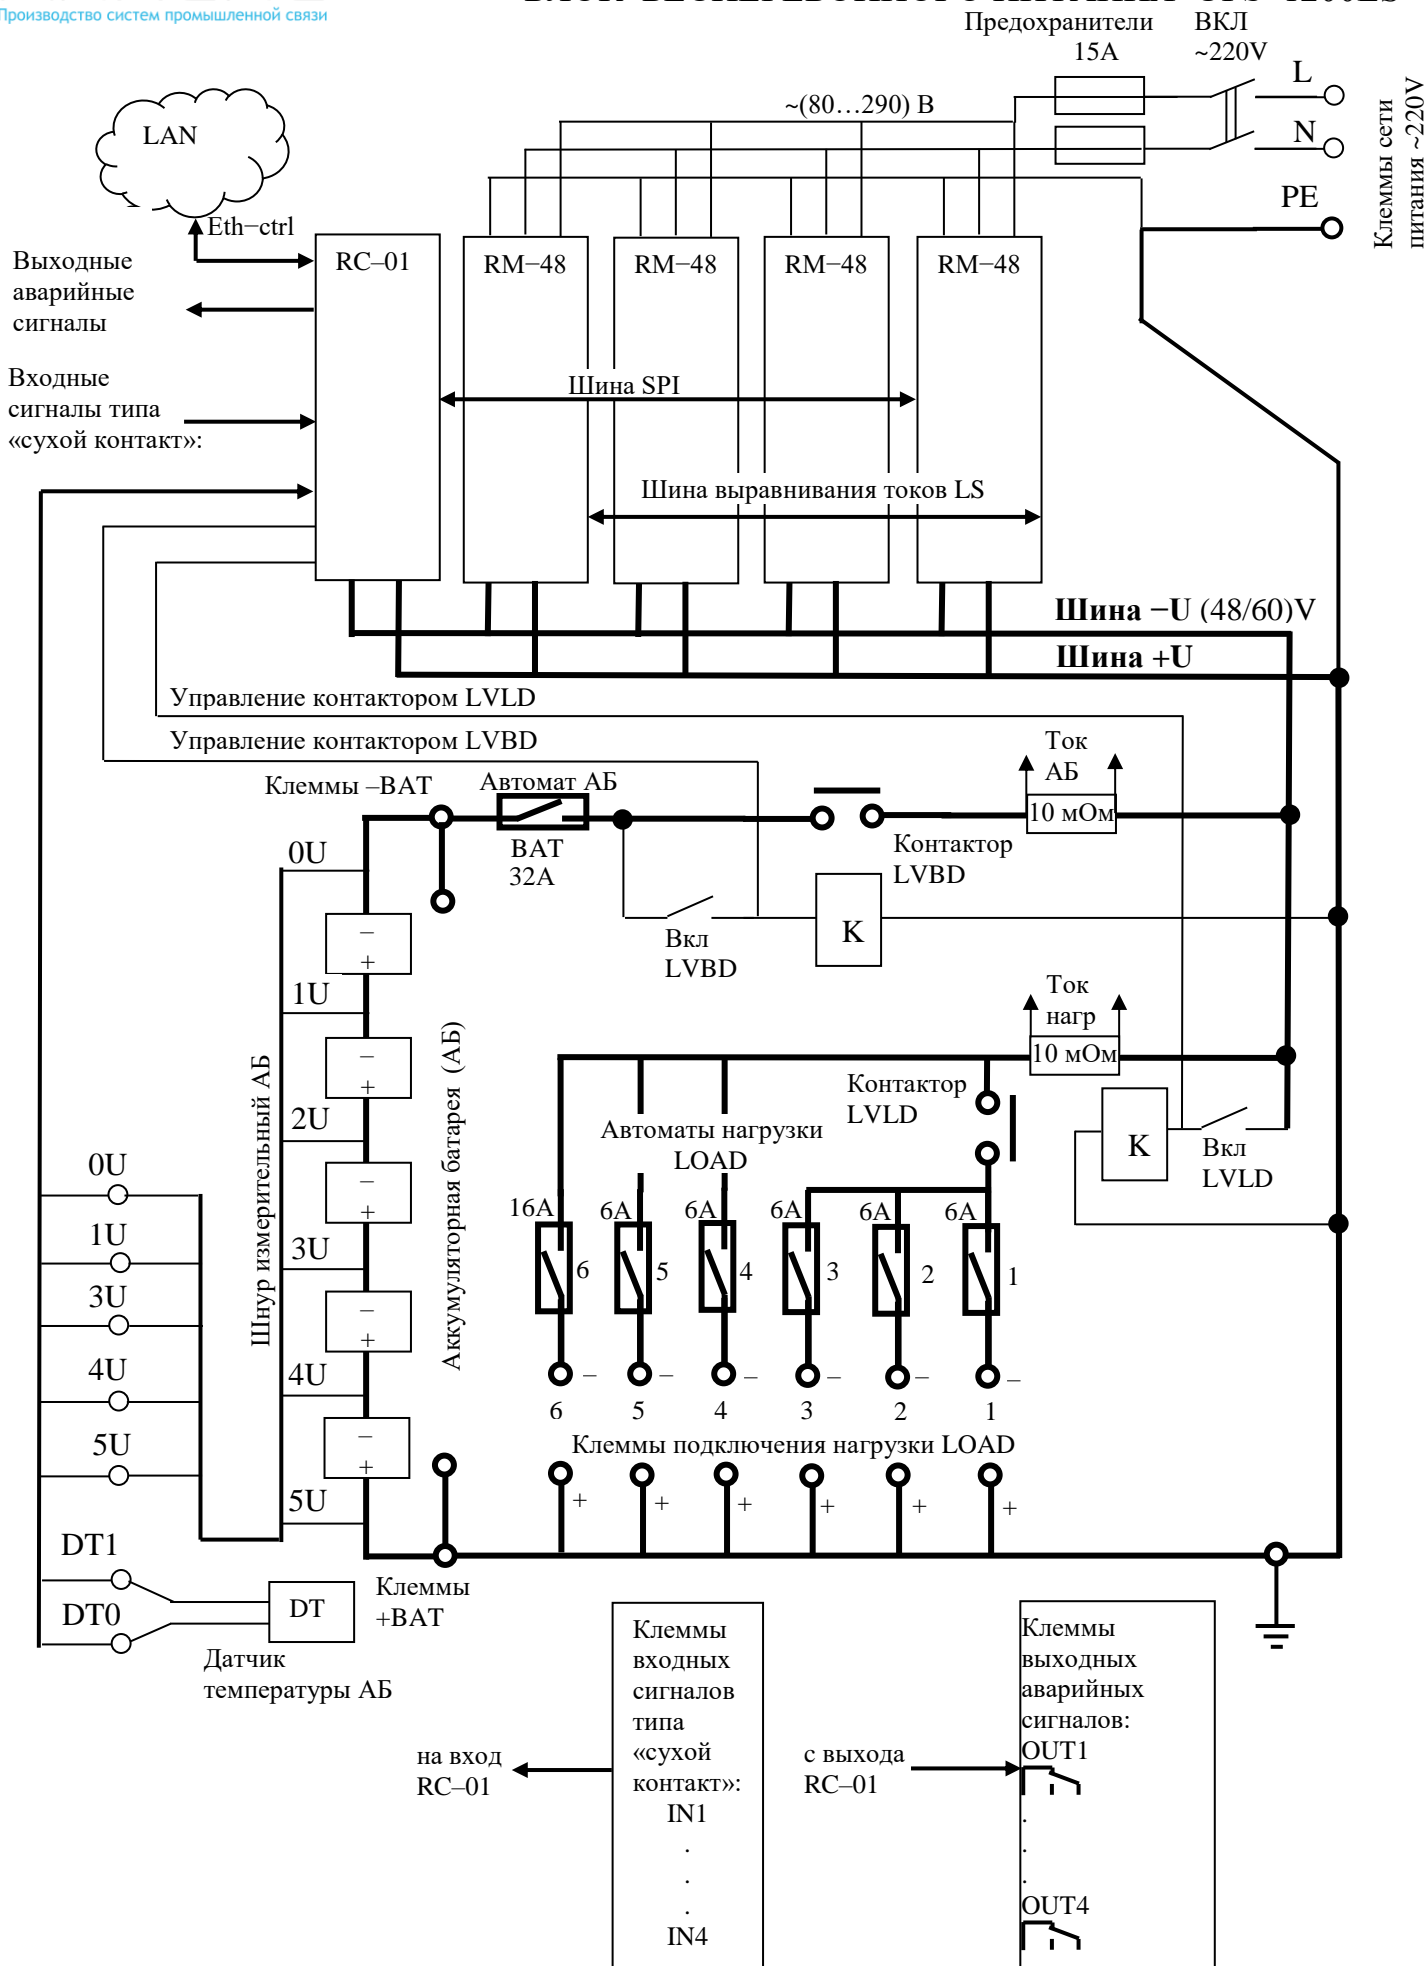 Производство систем промышленной связи
Предохранители
15А
ВКЛ
~220V
L
N
PE
Клеммы сети
питания ~220V
~(80…290) В
LAN
Eth−ctrl
Выходные
аварийные
сигналы
Входные
сигналы типа
«сухой контакт»:
RC–01
RM−48
RM−48
RM−48
RM−48
Шина SPI
Шина выравнивания токов LS
Шина −U (48/60)V
Шина +U
Управление контактором LVLD
Управление контактором LVBD
Клеммы –BAT
Автомат АБ
BAT
32A
Ток
АБ
10 мОм
Контактор
LVBD
Вкл
LVBD
K
0U
–
+
1U
–
+
2U
–
+
3U
–
+
4U
–
+
5U
Шнур измерительный АБ
Аккумуляторная батарея (АБ)
Ток
нагр
10 мОм
Контактор
LVLD
K
Вкл
LVLD
Автоматы нагрузки
LOAD
16А
6А
6А
6А
6А
6А
6
5
4
3
2
1
–
–
–
–
–
–
6
5
4
3
2
1
Клеммы подключения нагрузки LOAD
+
+
+
+
+
+
0U
1U
3U
4U
5U
DT1
DT0
DT
Датчик
температуры АБ
Клеммы
+BAT
на вход
RC–01
Клеммы
входных
сигналов
типа
«сухой
контакт»:
IN1
.
.
.
IN4
с выхода
RC–01
Клеммы
выходных
аварийных
сигналов:
OUT1
.
.
.
OUT4